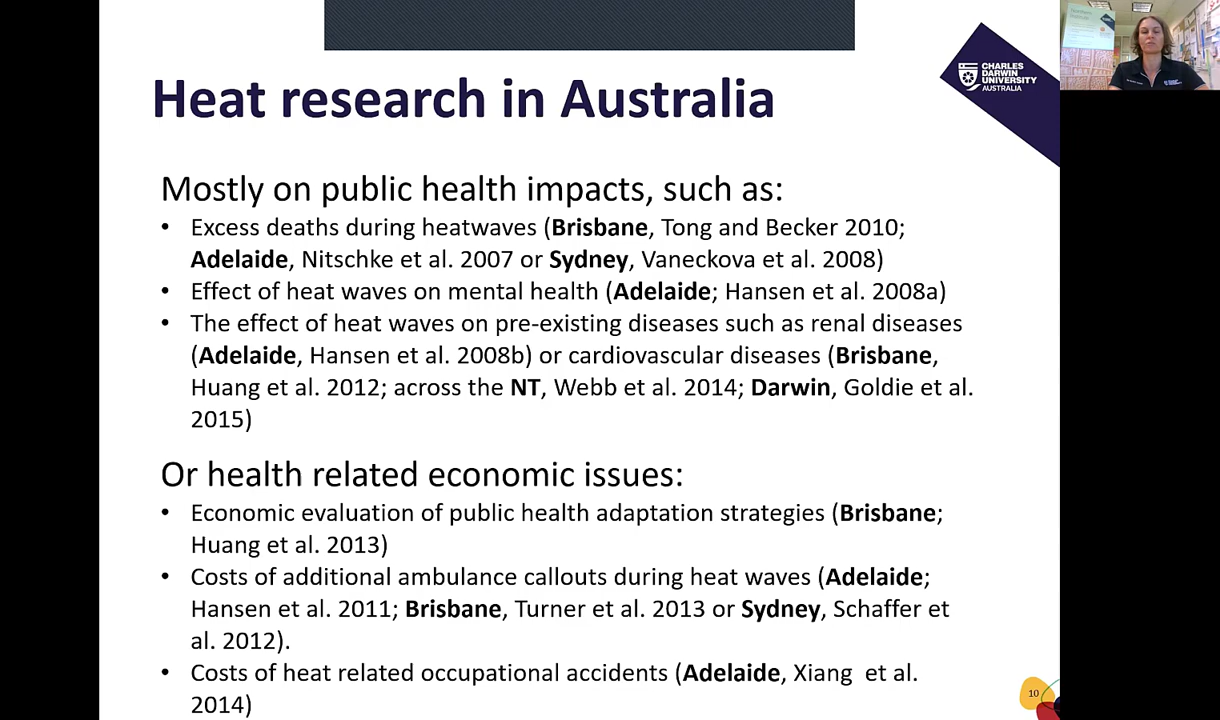 Heat research in Australia
CHARLES
DARWIN
UNIVERSITY
AUSTRALIA
Mostly on public health impacts, such as:
• Excess deaths during heatwaves (Brisbane, Tong and Becker 2010;
Adelaide, Nitschke et al. 2007 or Sydney, Vaneckova et al. 2008)
• Effect of heat waves on mental health (Adelaide; Hansen et al. 2008a)
• The effect of heat waves on pre-existing diseases such as renal diseases
(Adelaide, Hansen et al. 2008b) or cardiovascular diseases (Brisbane,
Huang et al. 2012; across the NT, Webb et al. 2014; Darwin, Goldie et al.
2015)
Or health related economic issues:
• Economic evaluation of public health adaptation strategies (Brisbane;
Huang et al. 2013)
• Costs of additional ambulance callouts during heat waves (Adelaide;
Hansen et al. 2011; Brisbane, Turner et al. 2013 or Sydney, Schaffer et
al. 2012).
• Costs of heat related occupational accidents (Adelaide, Xiang  et al.
2014)
10